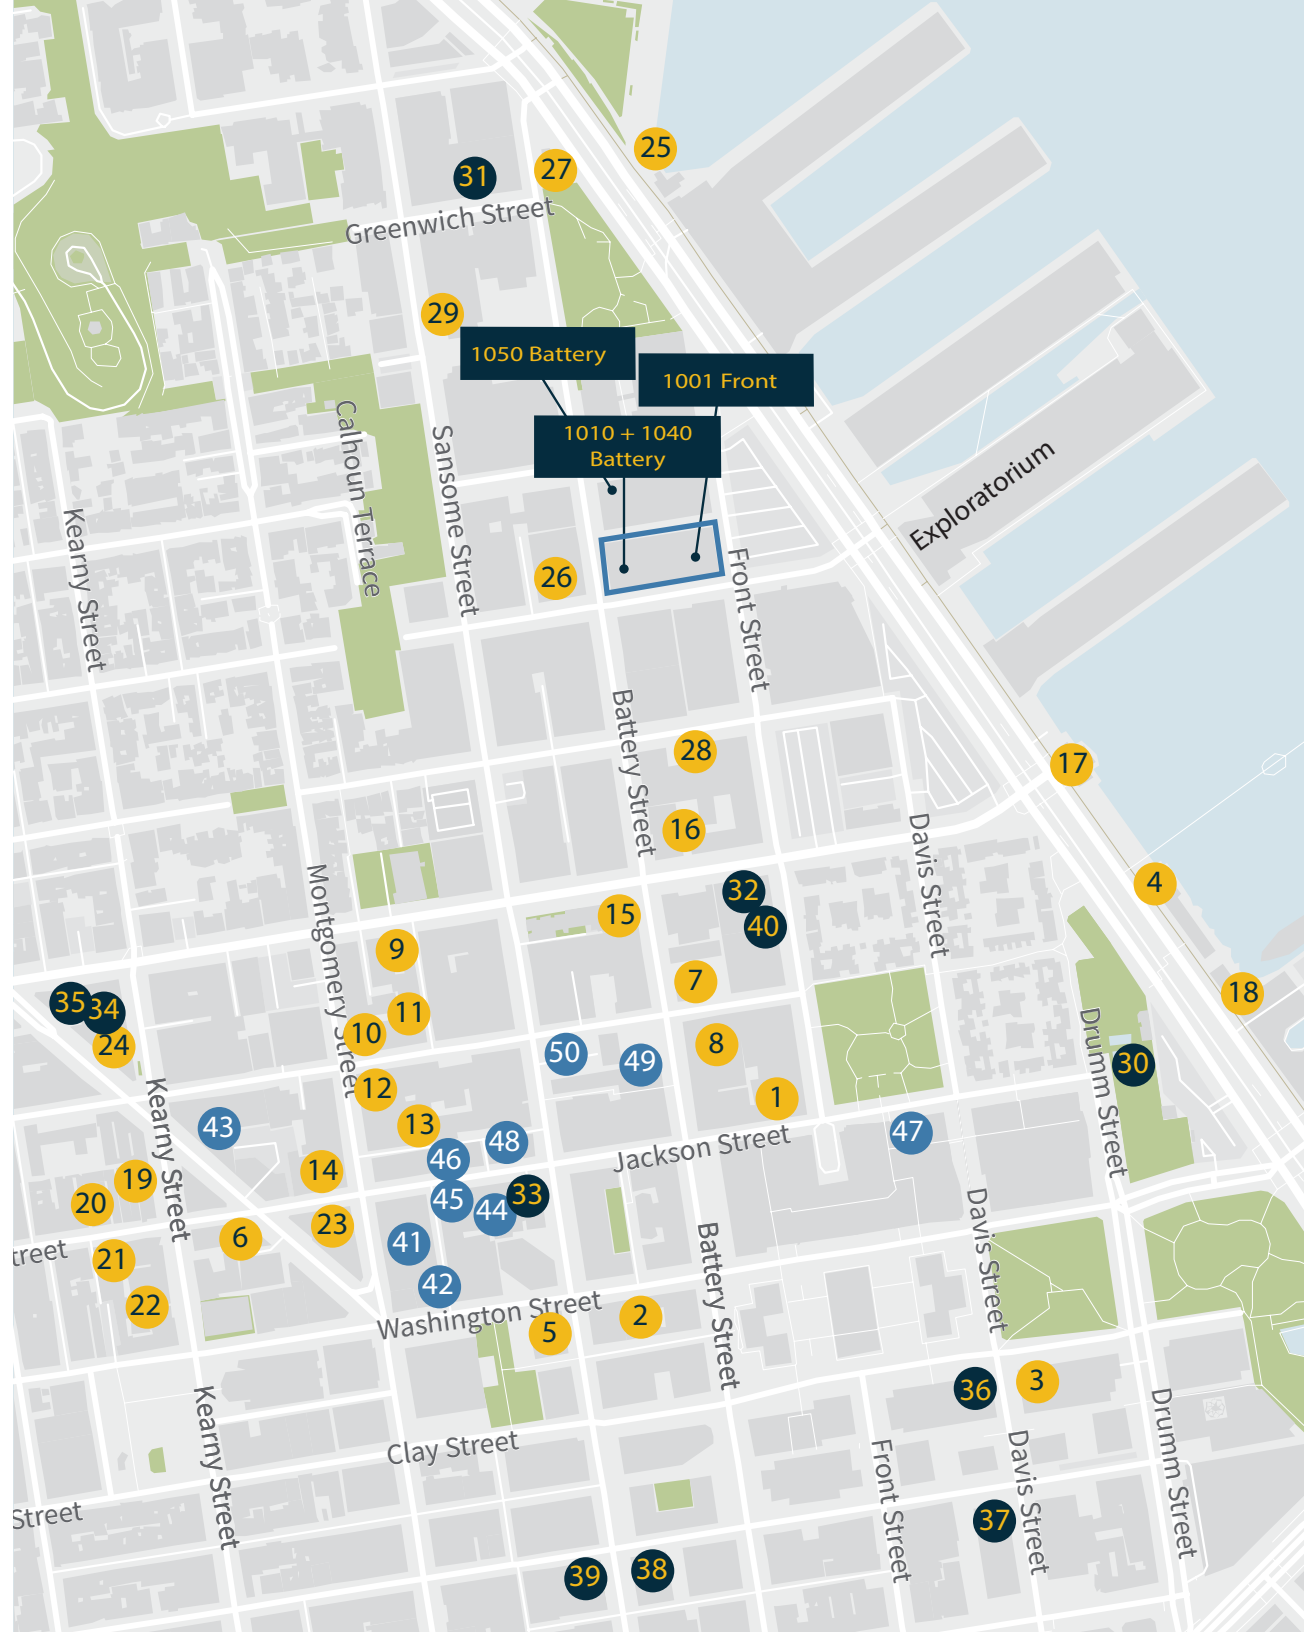 25
27
31
Greenwich Street
29
1050 Battery
1001 Front
1010 + 1040
Battery
Calhoun Terrace
Sansome Street
Exploratorium
Kearny Street
Front Street
26
Battery Street
28
17
16
Davis Street
Montgomery Street
32
4
15
40
9
7
18
35
34
11
10
24
8
50
49
Drumm Street
30
12
1
Kearny Street
13
43
47
48
Jackson Street
46
14
19
33
45
20
44
23
6
41
treet
21
Davis Street
Battery Street
42
22
Washington Street
2
5
3
36
Kearny Street
Drumm Street
Clay Street
Front Street
Davis Street
Street
37
38
39